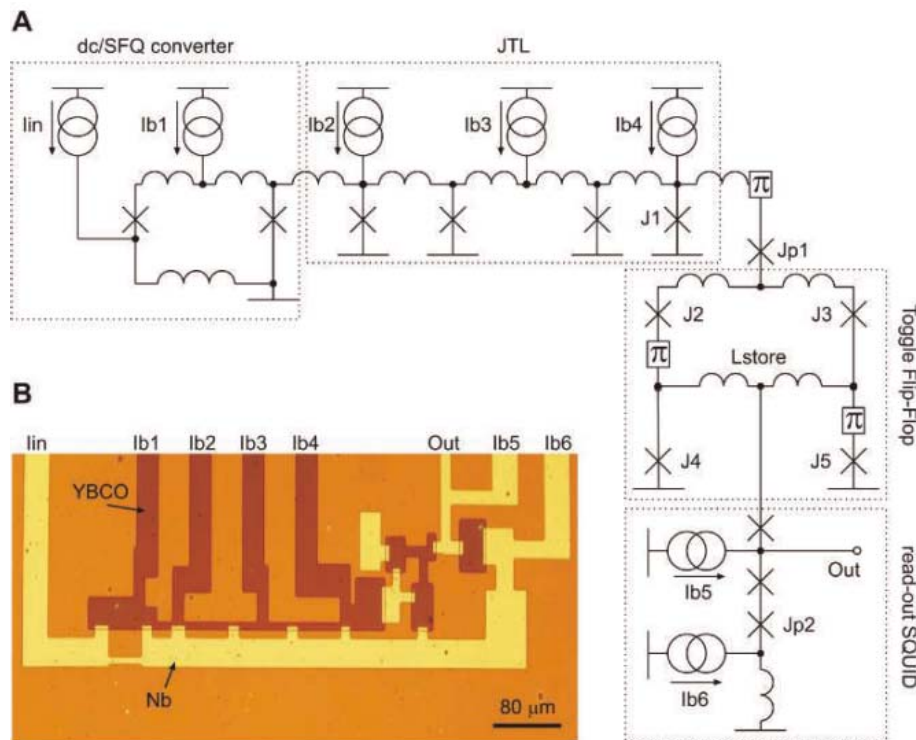 A
dc/SFQ converter
JTL
Iin
Ib1
Ib2
Ib3
Ib4
J1
π
Jp1
J2
J3
π
Lstore
π
J4
J5
Toggle Flip-Flop
B
Iin
Ib1
Ib2
Ib3
Ib4
Out
Ib5
Ib6
YBCO
Nb
80 μm
Ib5
Out
Jp2
Ib6
read-out SQUID